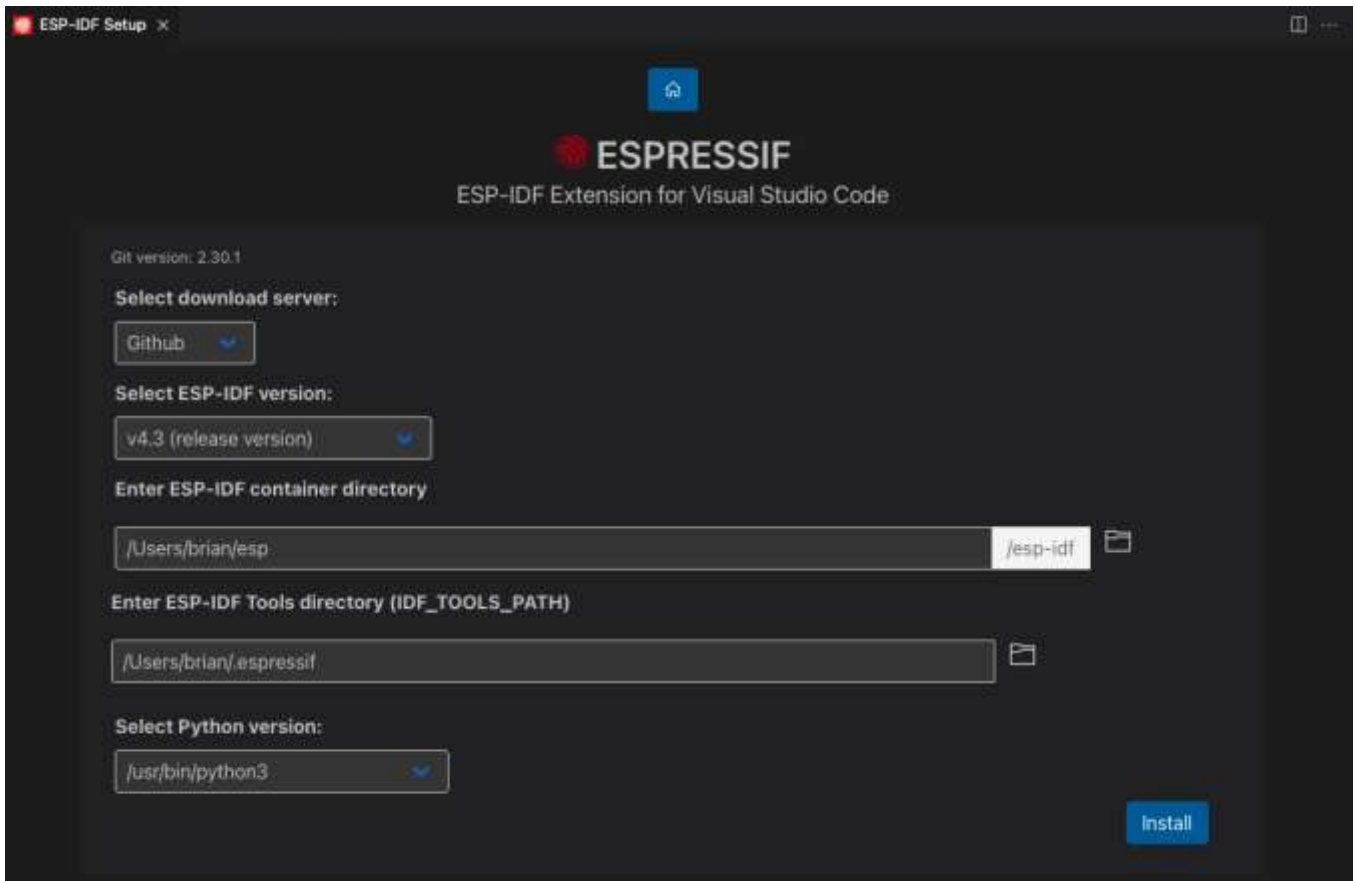 ESP-IDF Setup
ESPRESSIF
ESP-IDF Extension for Visual Studio Code
Git version: 2.30.1
Select download server:
Github
Select ESP-IDF version:
v4.3 (release version)
Enter ESP-IDF container directory
/Users/brian/esp /esp-idf
Enter ESP-IDF Tools directory (IDF_TOOLS_PATH)
/Users/brian/.espressif
Select Python version:
/usr/bin/python3
Install